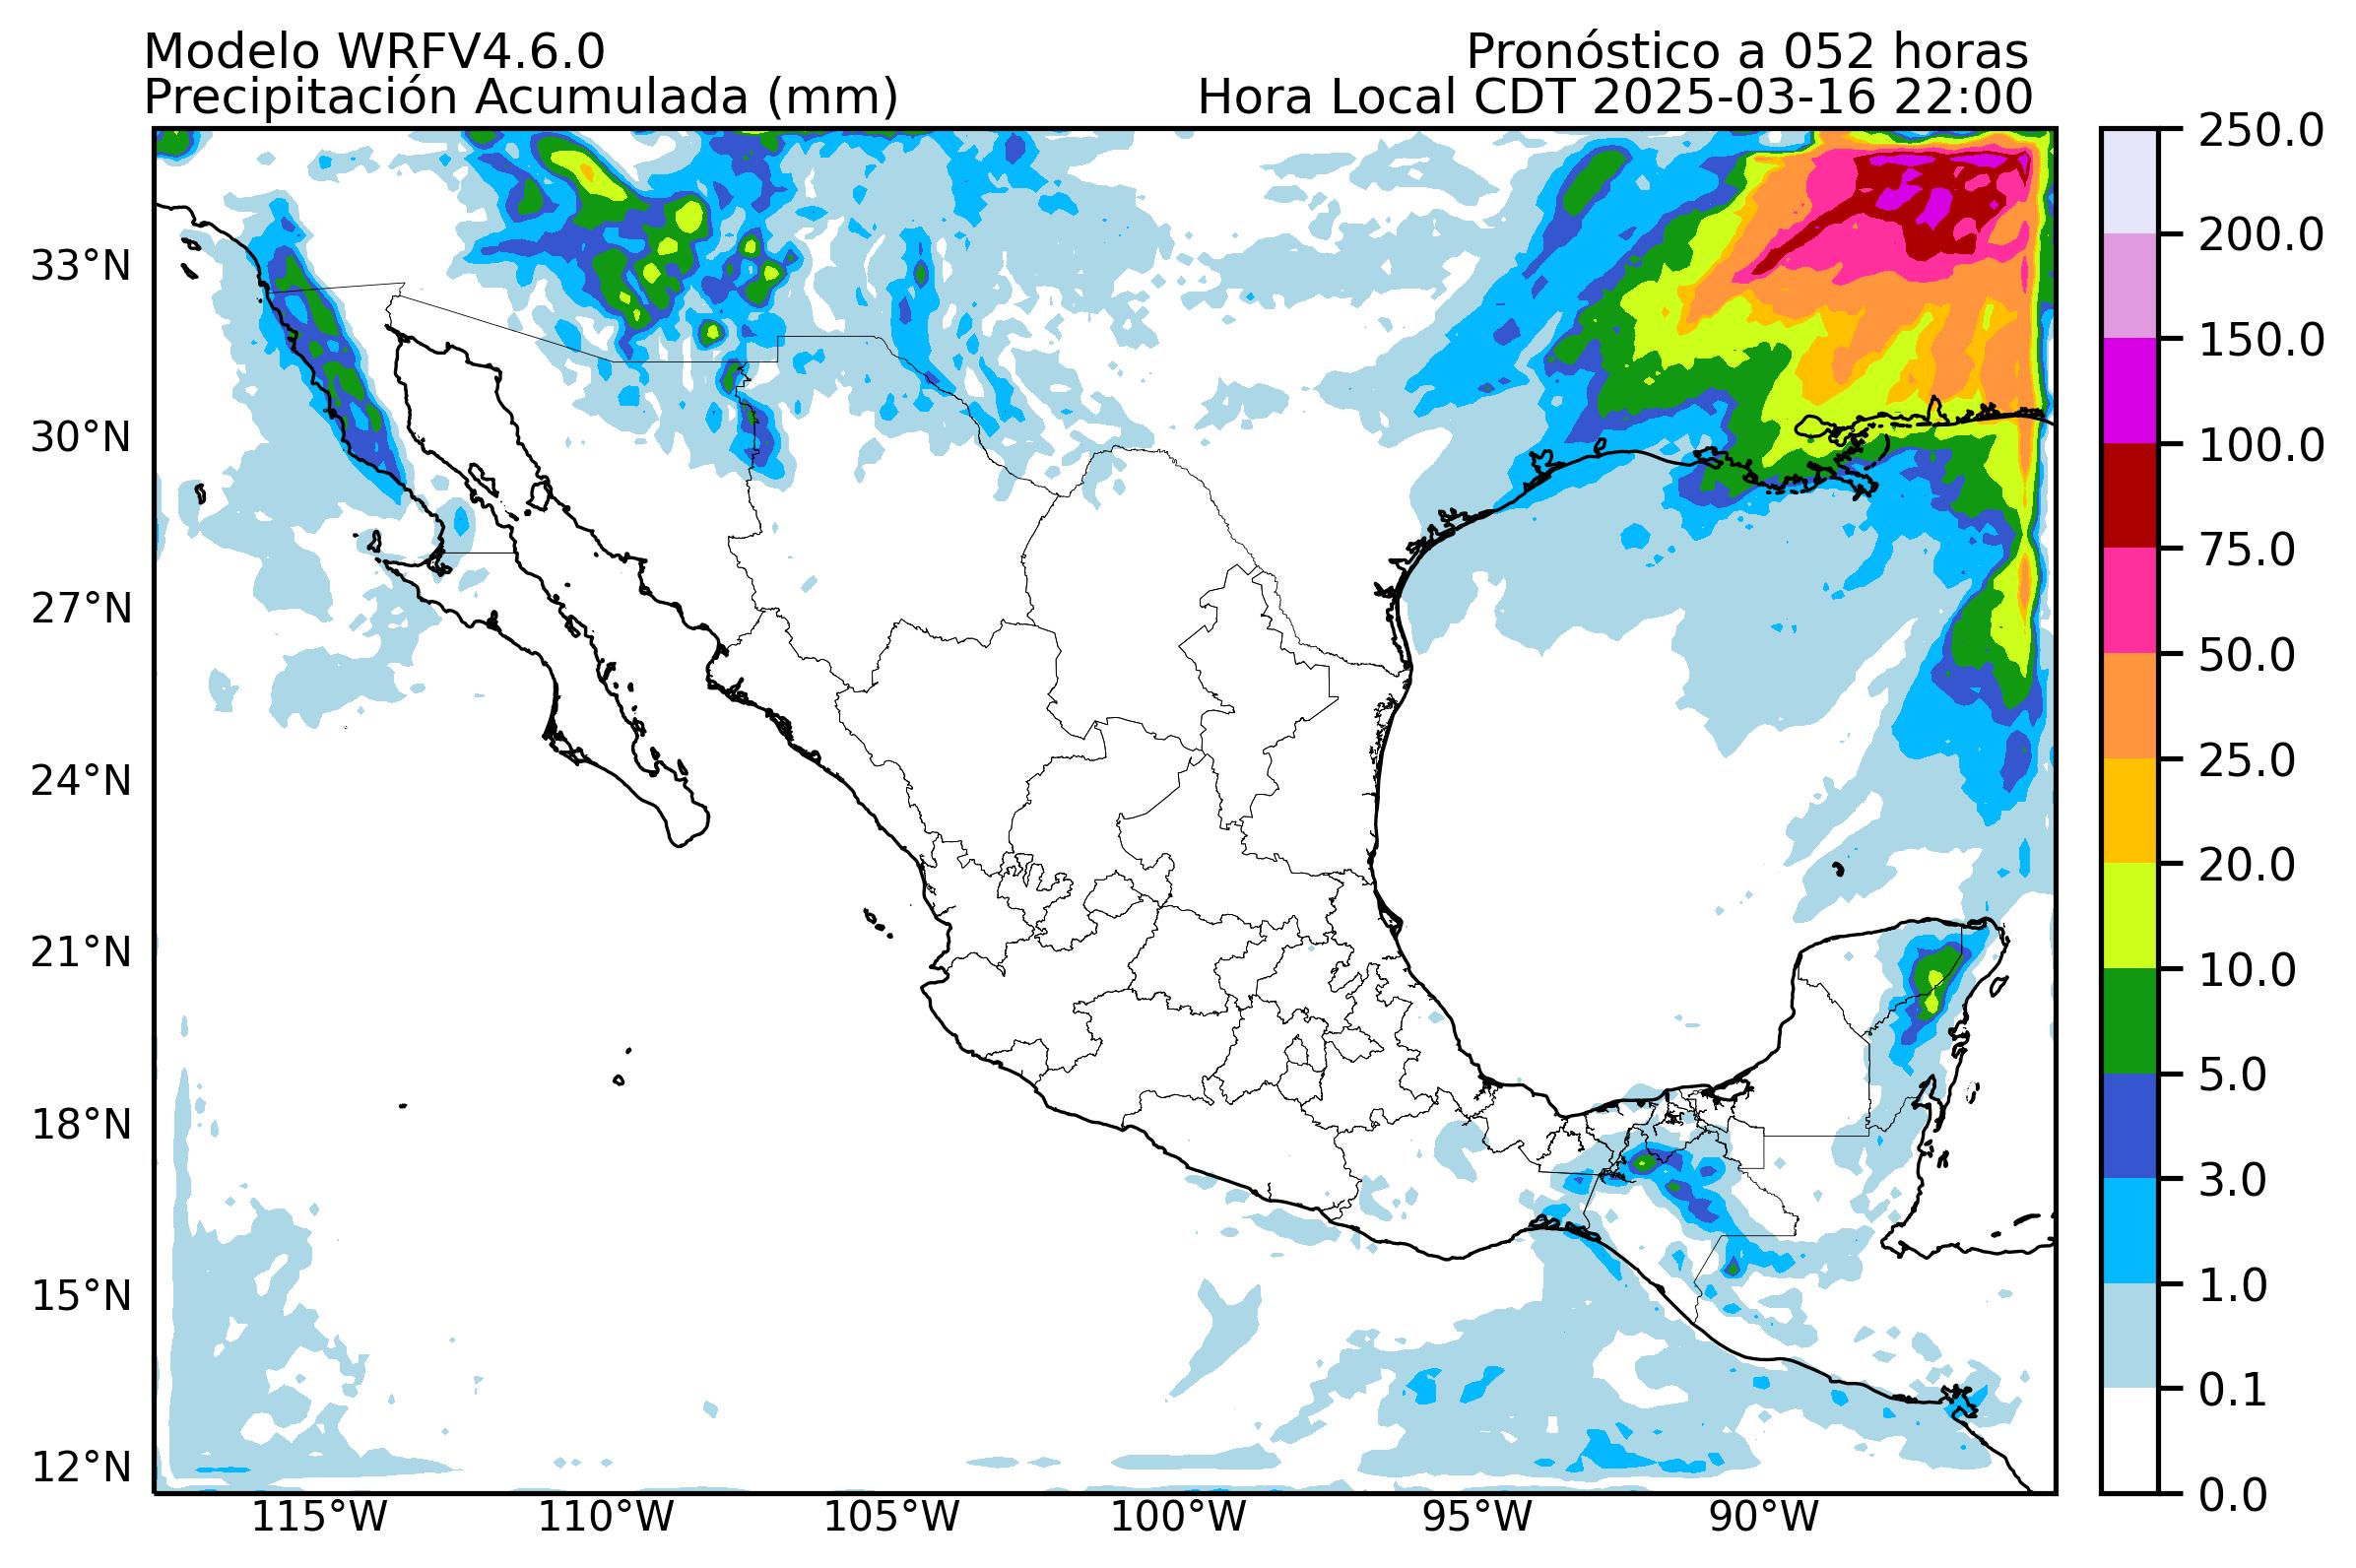 Modelo WRFV4.6.0
Pronóstico a 052 horas
Precipitación Acumulada (mm)
Hora Local CDT 2025-03-16 22:00
33°N
30°N
27°N
24°N
21°N
18°N
15°N
12°N
115°W
110°W
105°W
100°W
95°W
90°W
250.0
200.0
150.0
100.0
75.0
50.0
25.0
20.0
10.0
5.0
3.0
1.0
0.1
0.0